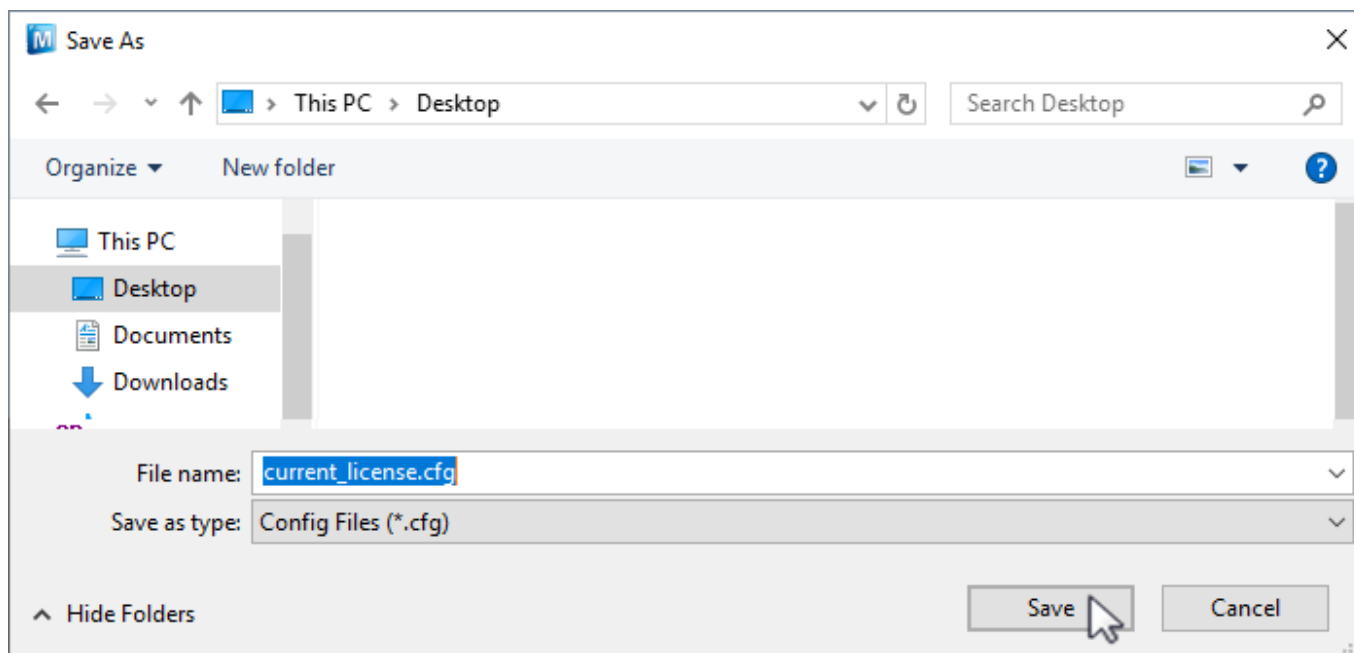 Save As
This PC > Desktop
Search Desktop
Organize
New folder
This PC
Desktop
Documents
Downloads
File name: current_license.cfg
Save as type: Config Files (*.cfg)
Hide Folders
Save
Cancel